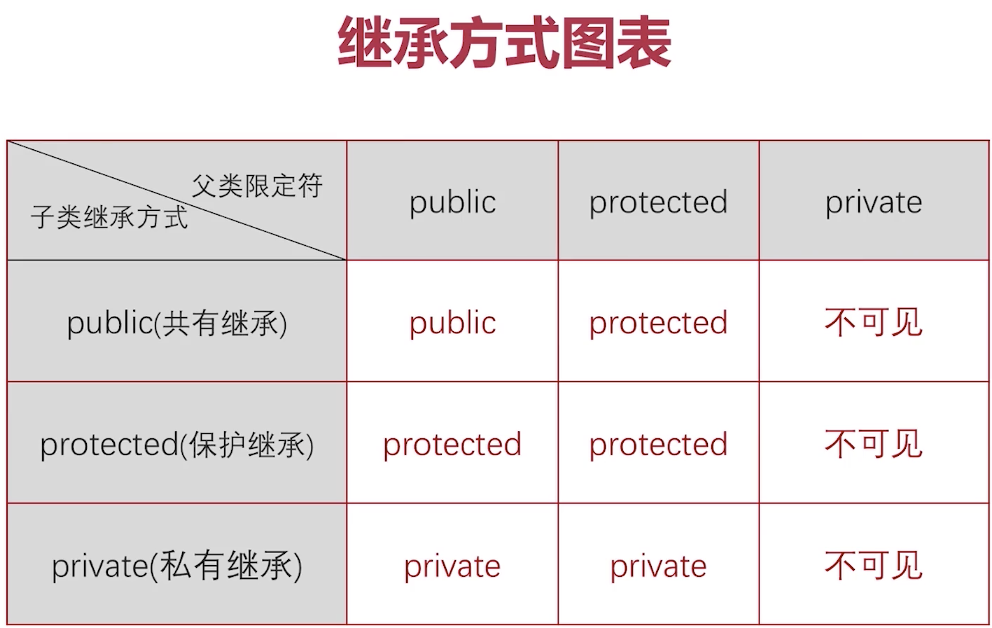 继承方式图表
父类限定符
子类继承方式
public
protected
private
public(共有继承)
public
protected
不可见
protected(保护继承)
protected
protected
不可见
private(私有继承)
private
private
不可见